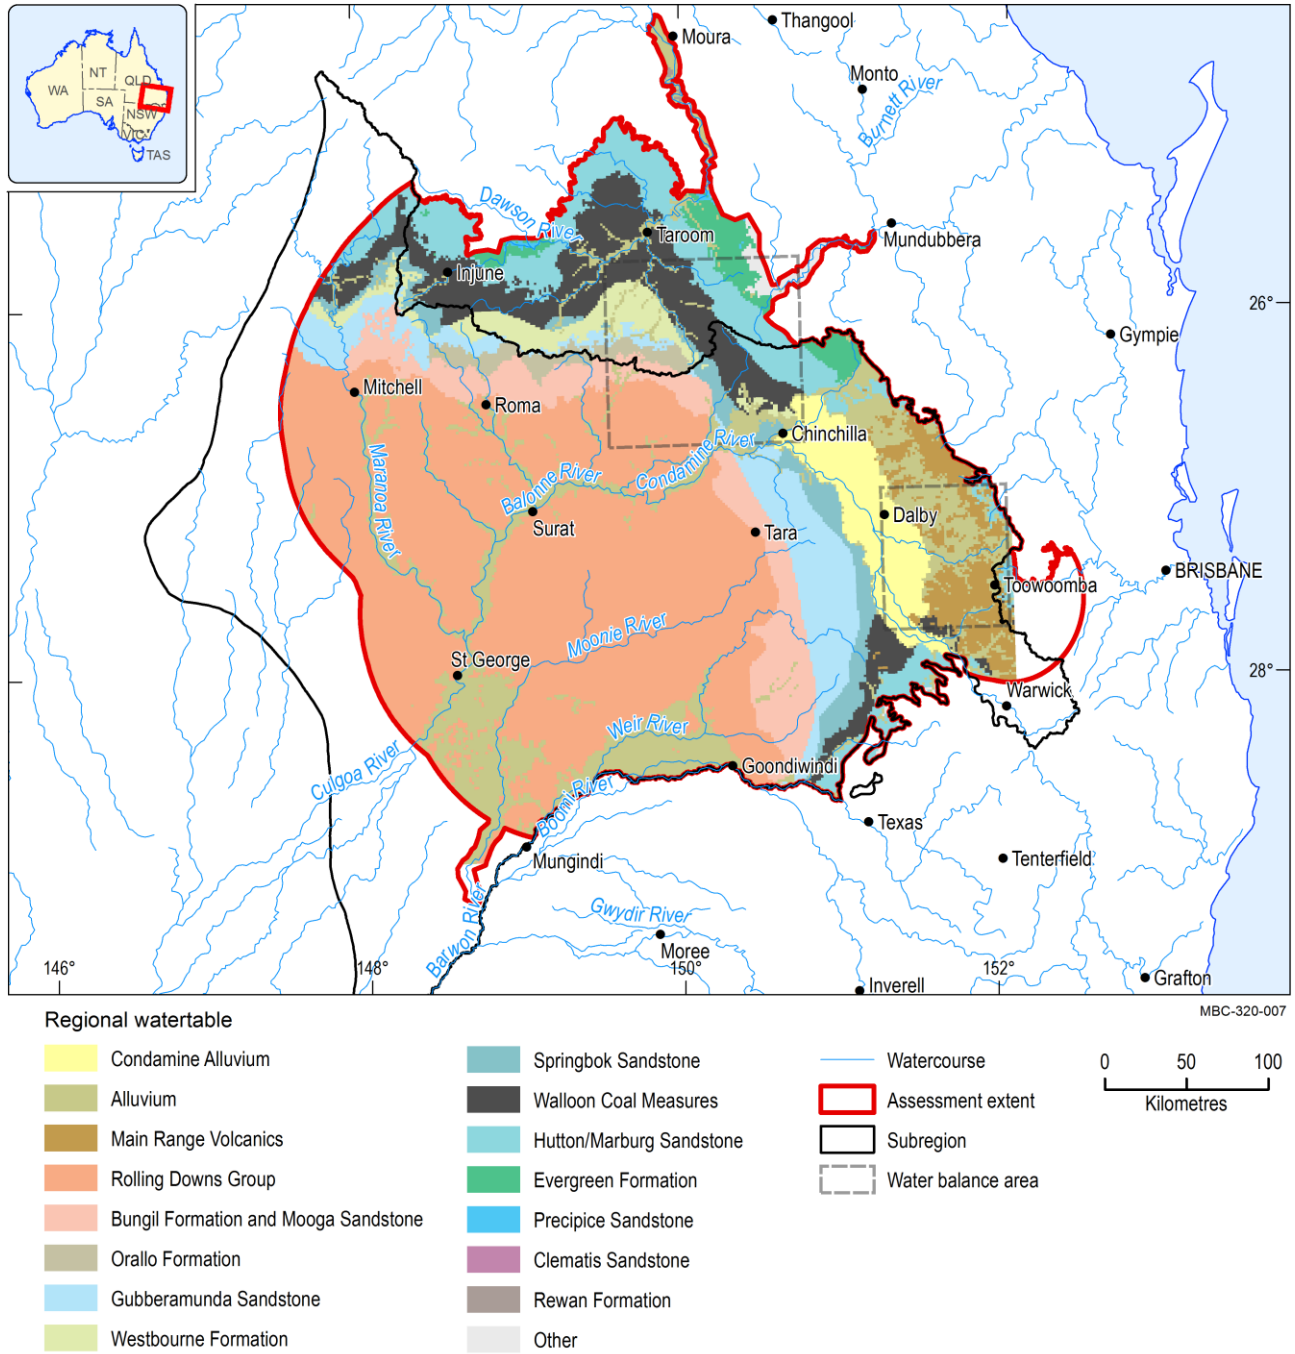 WA
NT
QLD
SA
NSW
VIC
TAS
Moura
Thangool
Monto
Burnett River
Dawson River
Taroom
Mundubbera
Injune
26°
Gympie
Mitchell
Roma
Chinchilla
Maranoa River
Balonne River
Condamine River
Surat
Tara
Dalby
BRISBANE
Toowoomba
Moonie River
St George
28°
Warwick
Weir River
Culgoa River
Goondiwindi
Boomi River
Texas
Mungindi
Tenterfield
Barwon River
Gwydir River
Moree
146°
148°
150°
152°
Inverell
Grafton
MBC-320-007
Regional watertable
Condamine Alluvium
Alluvium
Main Range Volcanics
Rolling Downs Group
Bungil Formation and Mooga Sandstone
Orallo Formation
Gubberamunda Sandstone
Westbourne Formation
Springbok Sandstone
Walloon Coal Measures
Hutton/Marburg Sandstone
Evergreen Formation
Precipice Sandstone
Clematis Sandstone
Rewan Formation
Other
Watercourse
Assessment extent
Subregion
Water balance area
0 50 100
Kilometres